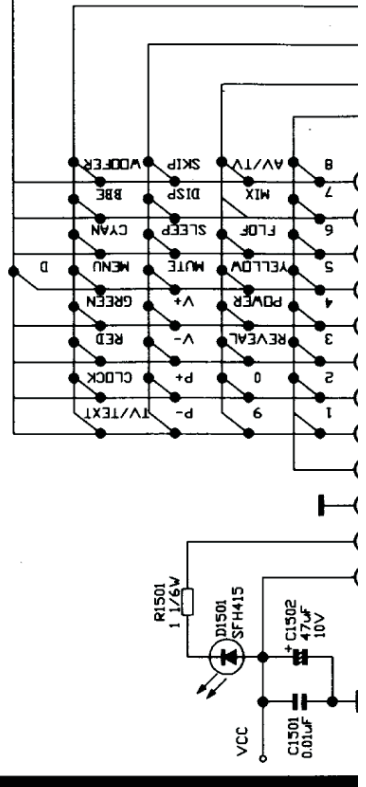 WOOFER SKIP AV/TV 8
BBE DISP MIX 7
CYAN SLEEP FLOF 6
D MENU MUTE YELLOW 5
GREEN V+ POWER 4
RED V- REVEAL 3
CLOCK P+ 0 2
TV/TEXT P- 9 1
R1501
1 1/6W
D1501
SFH415
+ C1502
47uF
10V
VCC
C1501
0.01uF